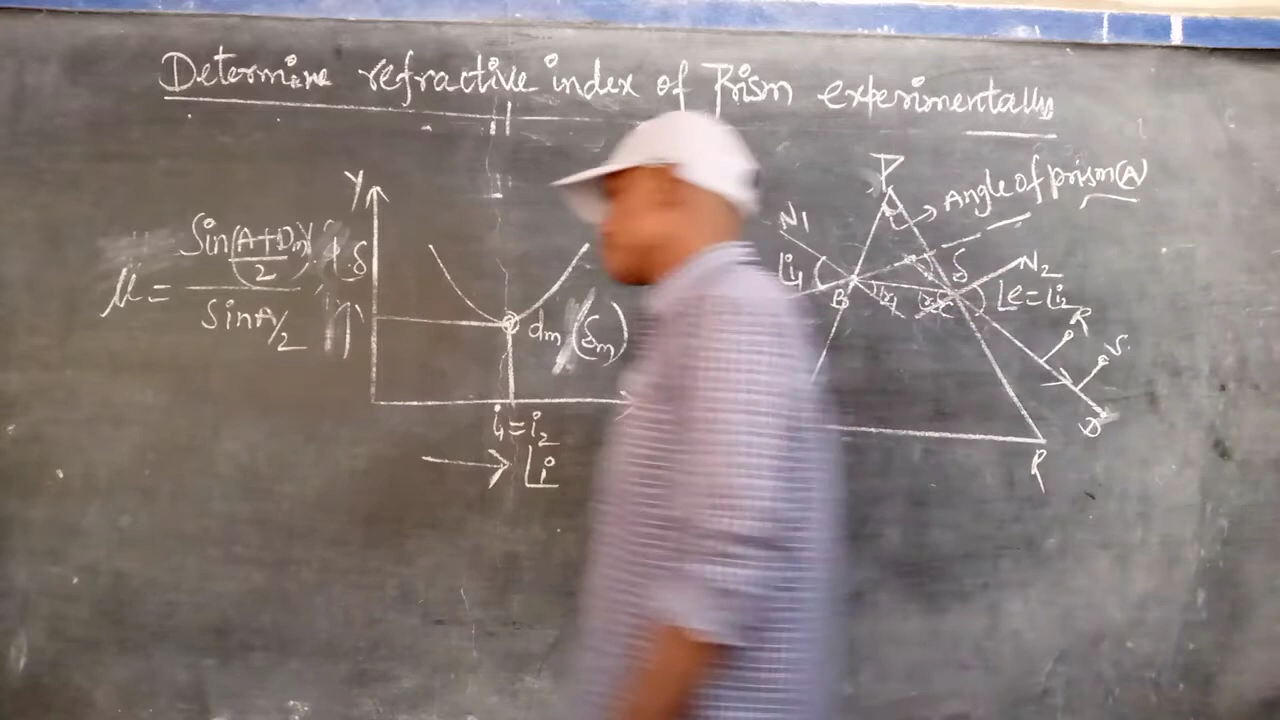 Determine refractive index of Prism experimentally
μ = Sin(A+Dm/2) / SinA/2
Y
δ
dm (δm)
i1 = i2
→ ∠i
P
Angle of prism(A)
N1
∠i1
B
r1
r2
C
δ
N2
∠e = ∠i2
R
V
D
R